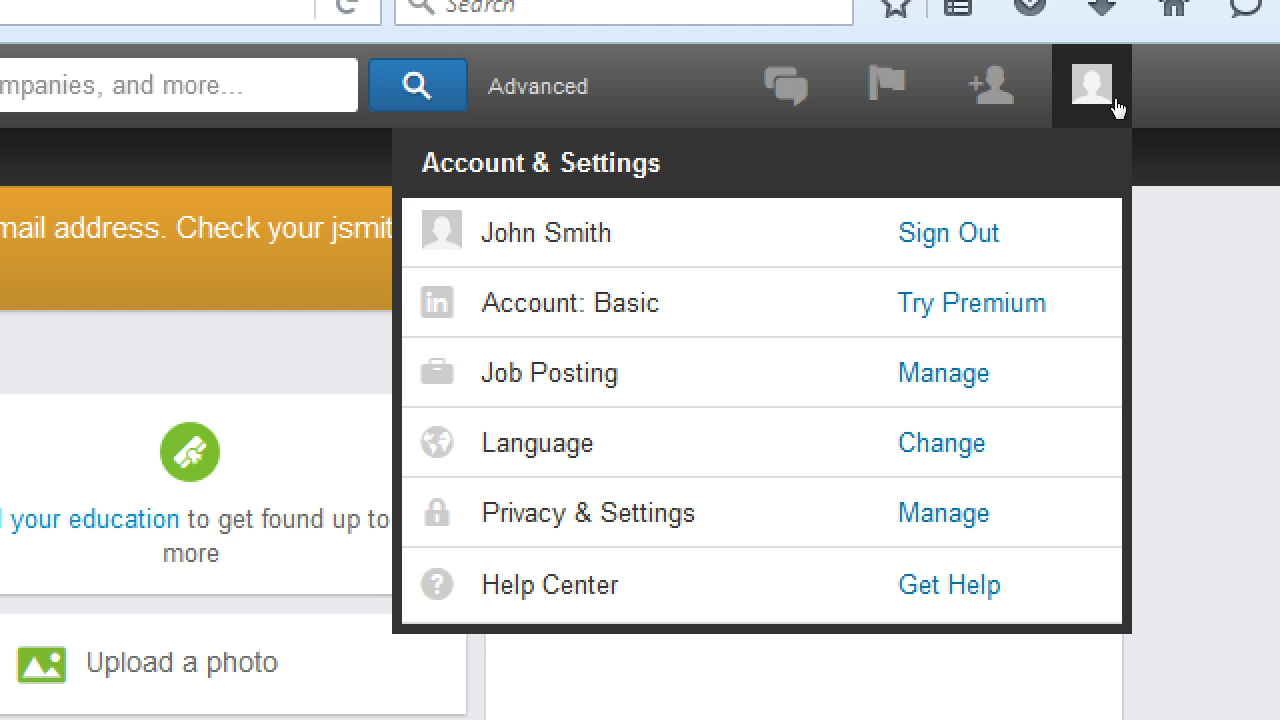 Search
mpanies, and more...
Advanced
Account & Settings
mail address. Check your jsmit
John Smith
Sign Out
in
Account: Basic
Try Premium
Job Posting
Manage
Language
Change
your education to get found up to
more
Privacy & Settings
Manage
?
Help Center
Get Help
Upload a photo